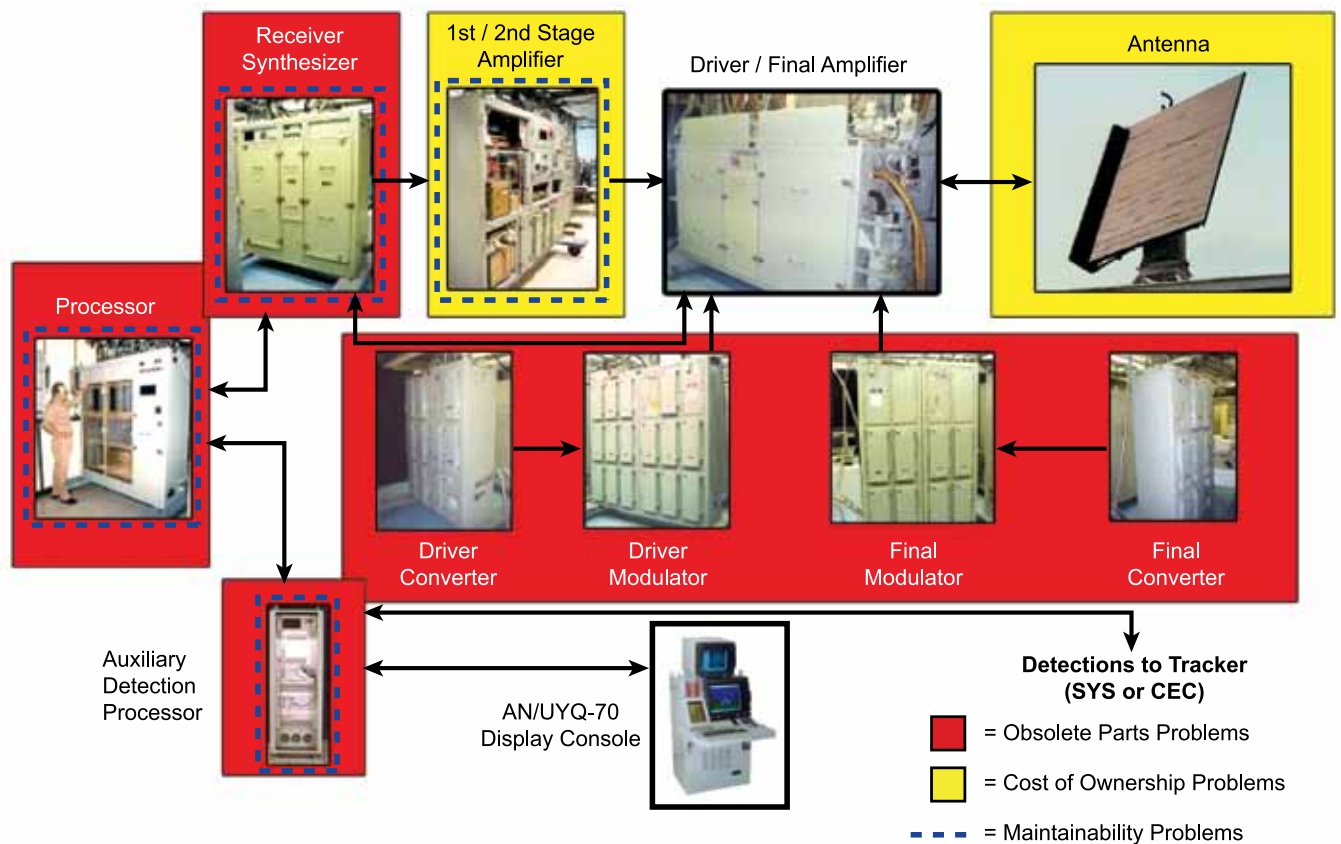 Receiver
Synthesizer
1st / 2nd Stage
Amplifier
Driver / Final Amplifier
Antenna
Processor
Driver
Converter
Driver
Modulator
Final
Modulator
Final
Converter
Auxiliary
Detection
Processor
AN/UYQ-70
Display Console
Detections to Tracker
(SYS or CEC)
= Obsolete Parts Problems
= Cost of Ownership Problems
= Maintainability Problems